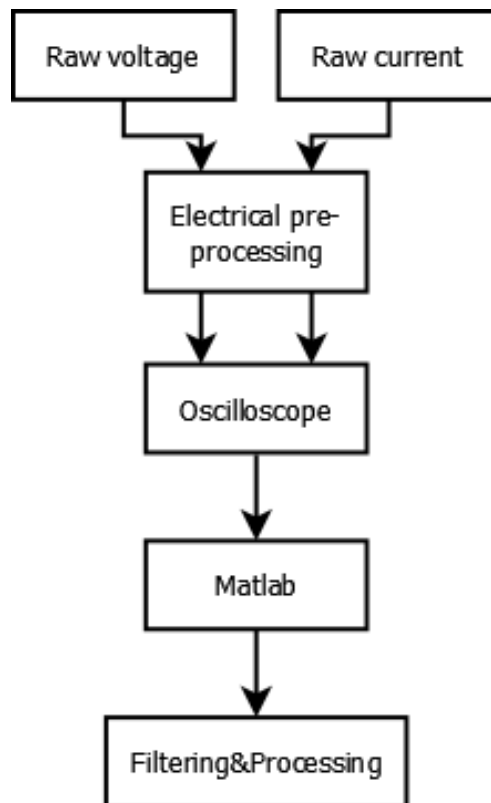 Raw voltage
Raw current
Electrical pre-
processing
Oscilloscope
Matlab
Filtering&Processing